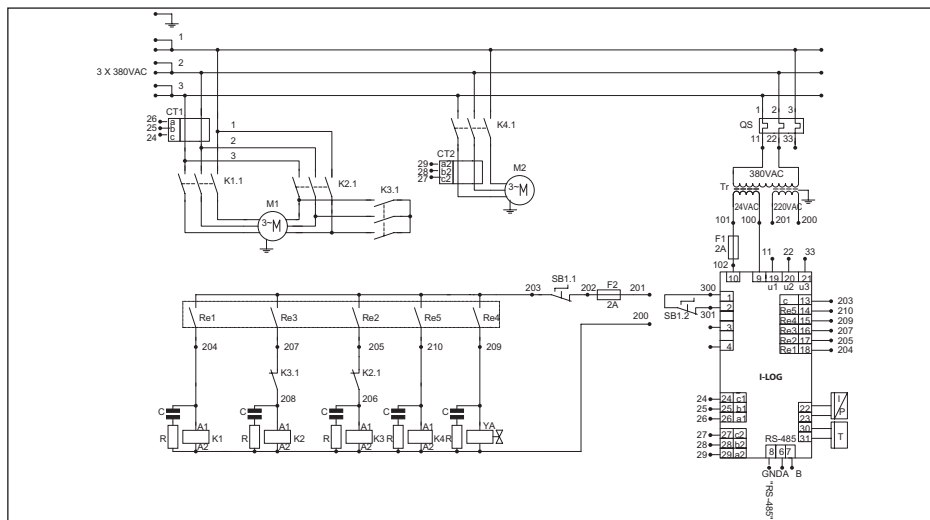 1
2
3 X 380VAC
3
CT1
26 a
25 b
24 c
1
2
3
K1.1
K2.1
K3.1
M1
3~M
K4.1
CT2
29 a2
28 b2
27 c2
M2
3~M
1 2 3
QS
11 22 33
380VAC
Tr
24VAC 220VAC
101 100 201 200
F1
2A
102
11 22 33
10 9 19 20 21
u1 u2 u3
203 SB1.1 202 F2 201
2A
200
300 1
301 2
SB1.2
3
4
c 13 203
Re5 14 210
Re4 15 209
Re3 16 207
Re2 17 205
Re1 18 204
I-LOG
Re1 Re3 Re2 Re5 Re4
204 207 205 210 209
K3.1 K2.1
208 206
C C C C C
R R R R R
A1 A1 A1 A1 YA
K1 K2 K3 K4
A2 A2 A2 A2
24 24 c1
25 25 b1
26 26 a1
27 27 c2
28 28 b2
29 29 a2
22 I/P
23
30 T
31
RS-485
8 6 7
GND A B
"RS-485"